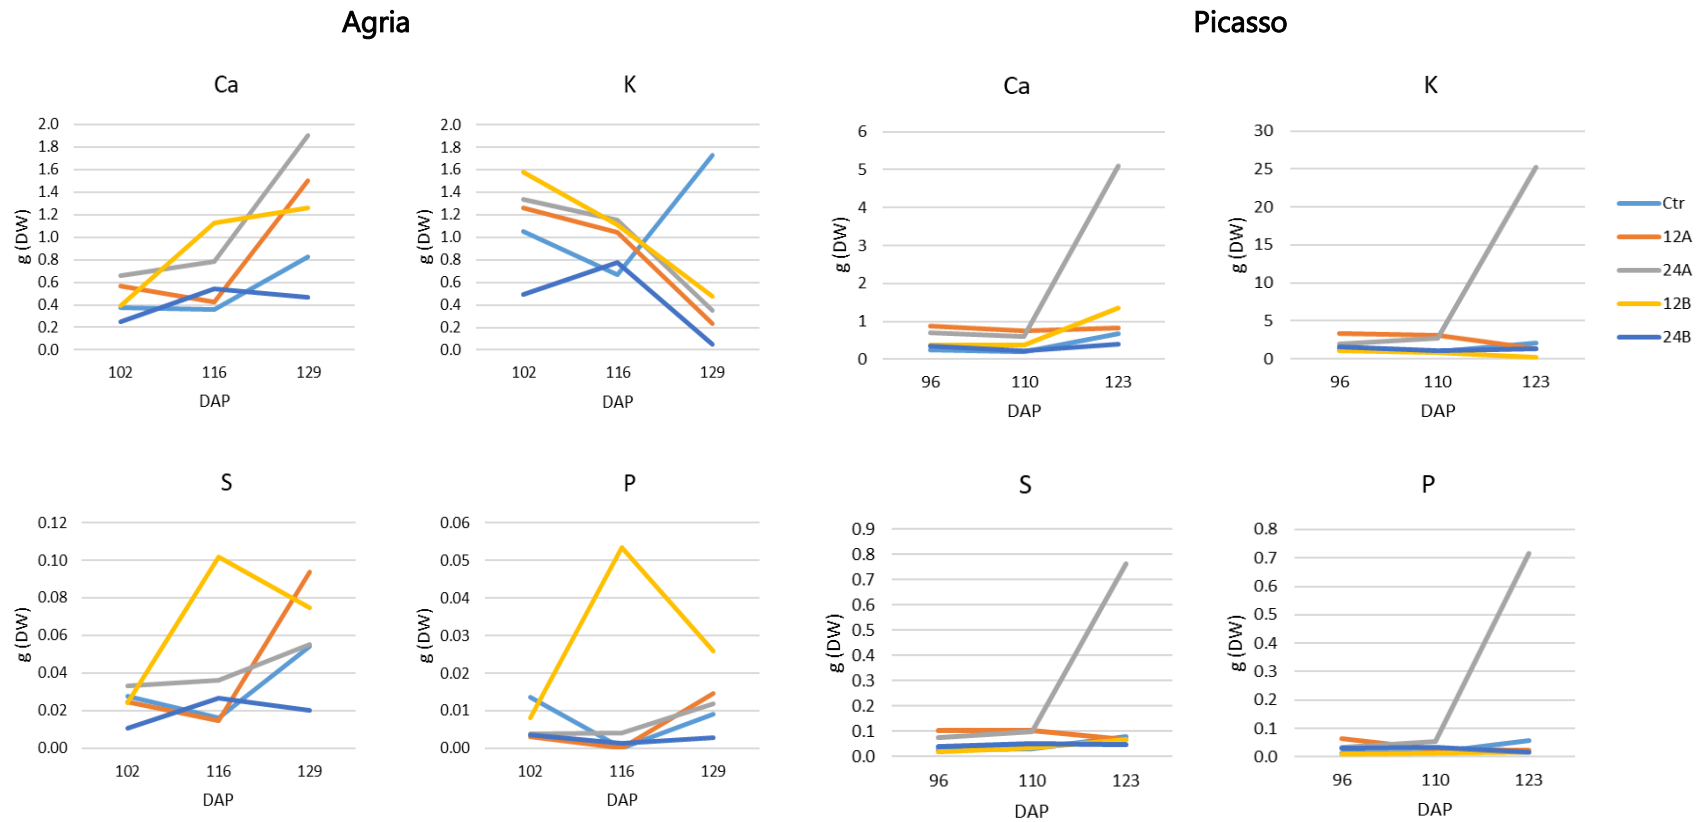 Agria
Picasso
Ca
2.0
1.8
1.6
1.4
1.2
1.0
0.8
0.6
0.4
0.2
0.0
g (DW)
102 116 129
DAP
K
2.0
1.8
1.6
1.4
1.2
1.0
0.8
0.6
0.4
0.2
0.0
g (DW)
102 116 129
DAP
Ca
6
5
4
3
2
1
0
g (DW)
96 110 123
DAP
K
30
25
20
15
10
5
0
g (DW)
96 110 123
DAP
Ctr
12A
24A
12B
24B
S
0.12
0.10
0.08
0.06
0.04
0.02
0.00
g (DW)
102 116 129
DAP
P
0.06
0.05
0.04
0.03
0.02
0.01
0.00
g (DW)
102 116 129
DAP
S
0.9
0.8
0.7
0.6
0.5
0.4
0.3
0.2
0.1
0.0
g (DW)
96 110 123
DAP
P
0.8
0.7
0.6
0.5
0.4
0.3
0.2
0.1
0.0
g (DW)
96 110 123
DAP